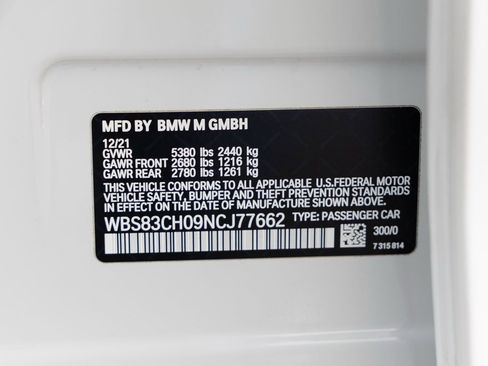 MFD BY BMW M GMBH
12/21
GVWR 5380 lbs 2440 kg
GAWR FRONT 2680 lbs 1216 kg
GAWR REAR 2780 lbs 1261 kg
THIS VEHICLE CONFORMS TO ALL APPLICABLE U.S.FEDERAL MOTOR
VEHICLE SAFETY, BUMPER AND THEFT PREVENTION STANDARDS
IN EFFECT ON THE DATE OF MANUFACTURE SHOWN ABOVE.
WBS83CH09NCJ77662 TYPE: PASSENGER CAR
300/0
7 315 814